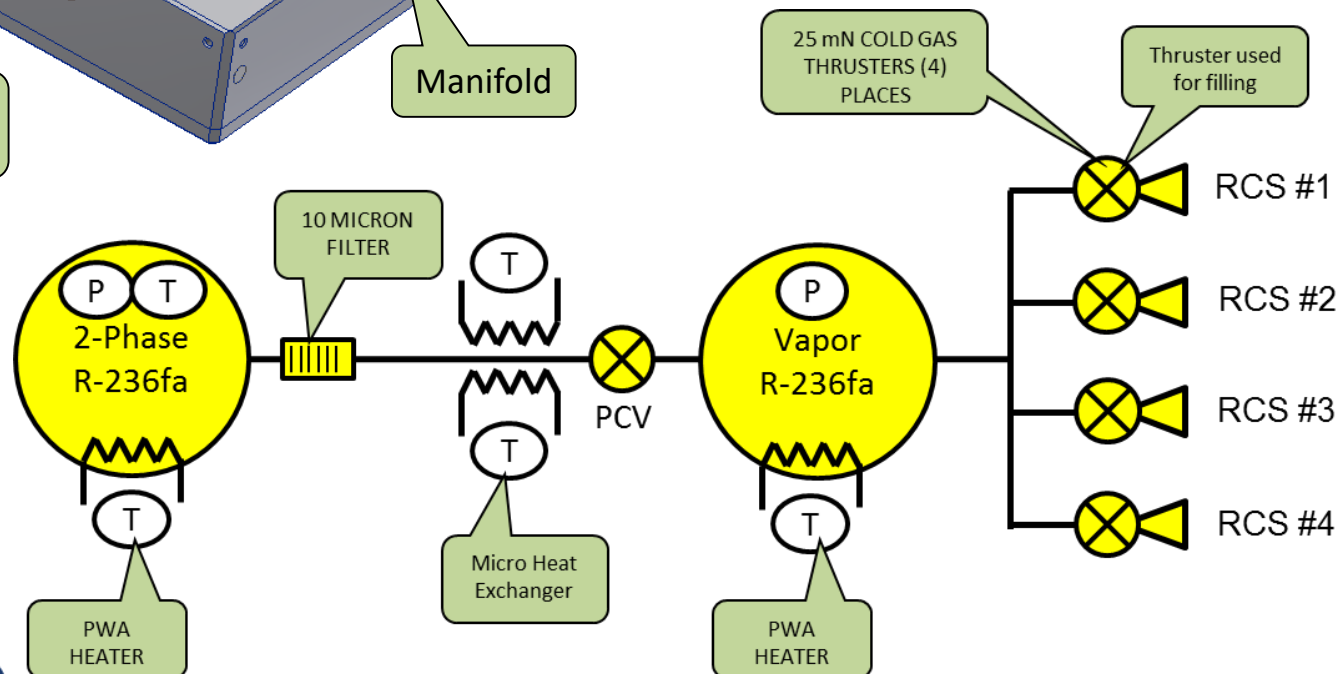 Manifold
25 mN COLD GAS
THRUSTERS (4)
PLACES
Thruster used
for filling
10 MICRON
FILTER
T
P
T
2-Phase
R-236fa
P
Vapor
R-236fa
PCV
T
T
T
Micro Heat
Exchanger
PWA
HEATER
PWA
HEATER
RCS #1
RCS #2
RCS #3
RCS #4